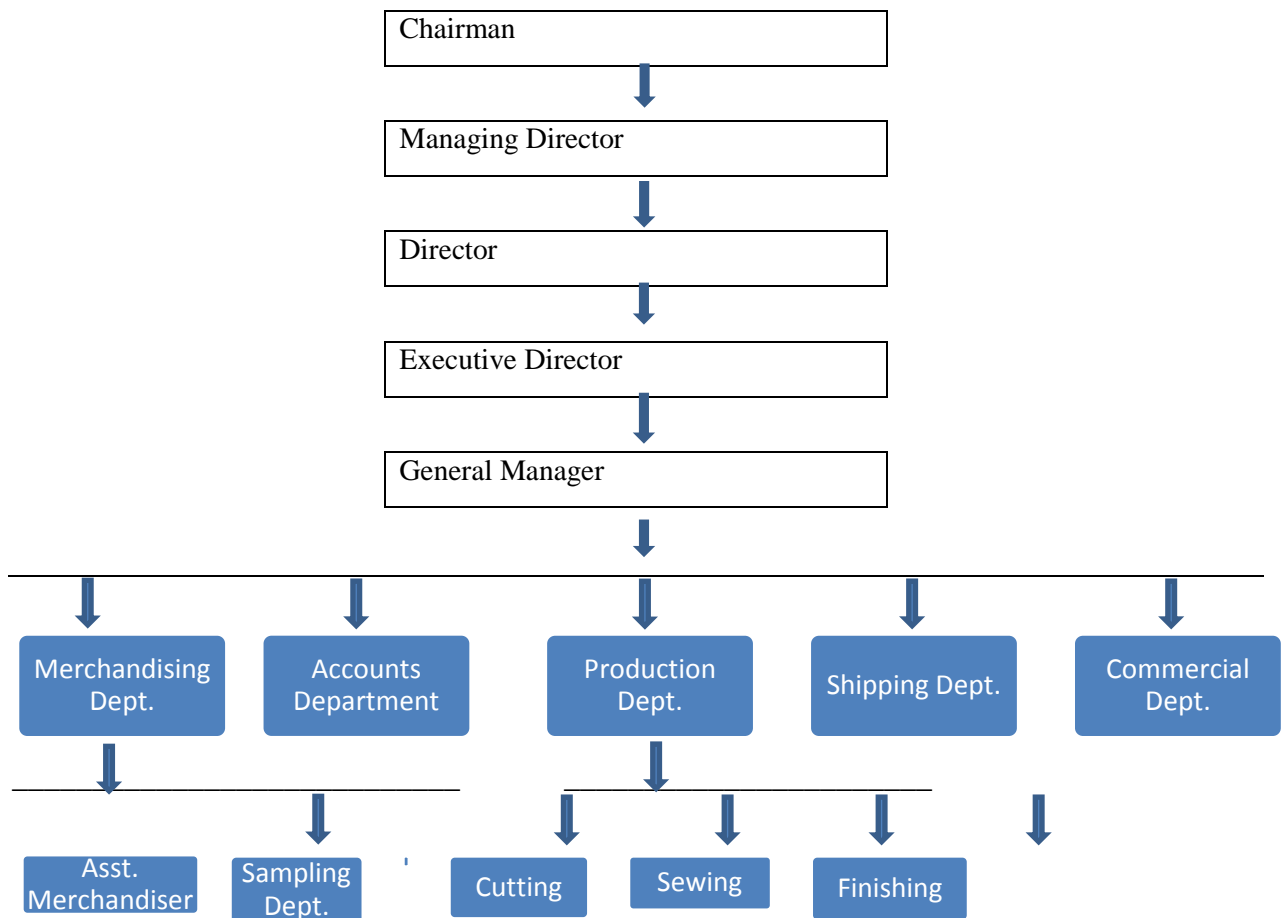 Chairman
Managing Director
Director
Executive Director
General Manager
Merchandising
Dept.
Accounts
Department
Production
Dept.
Shipping Dept.
Commercial
Dept.
Asst.
Merchandiser
Sampling
Dept.
Cutting
Sewing
Finishing